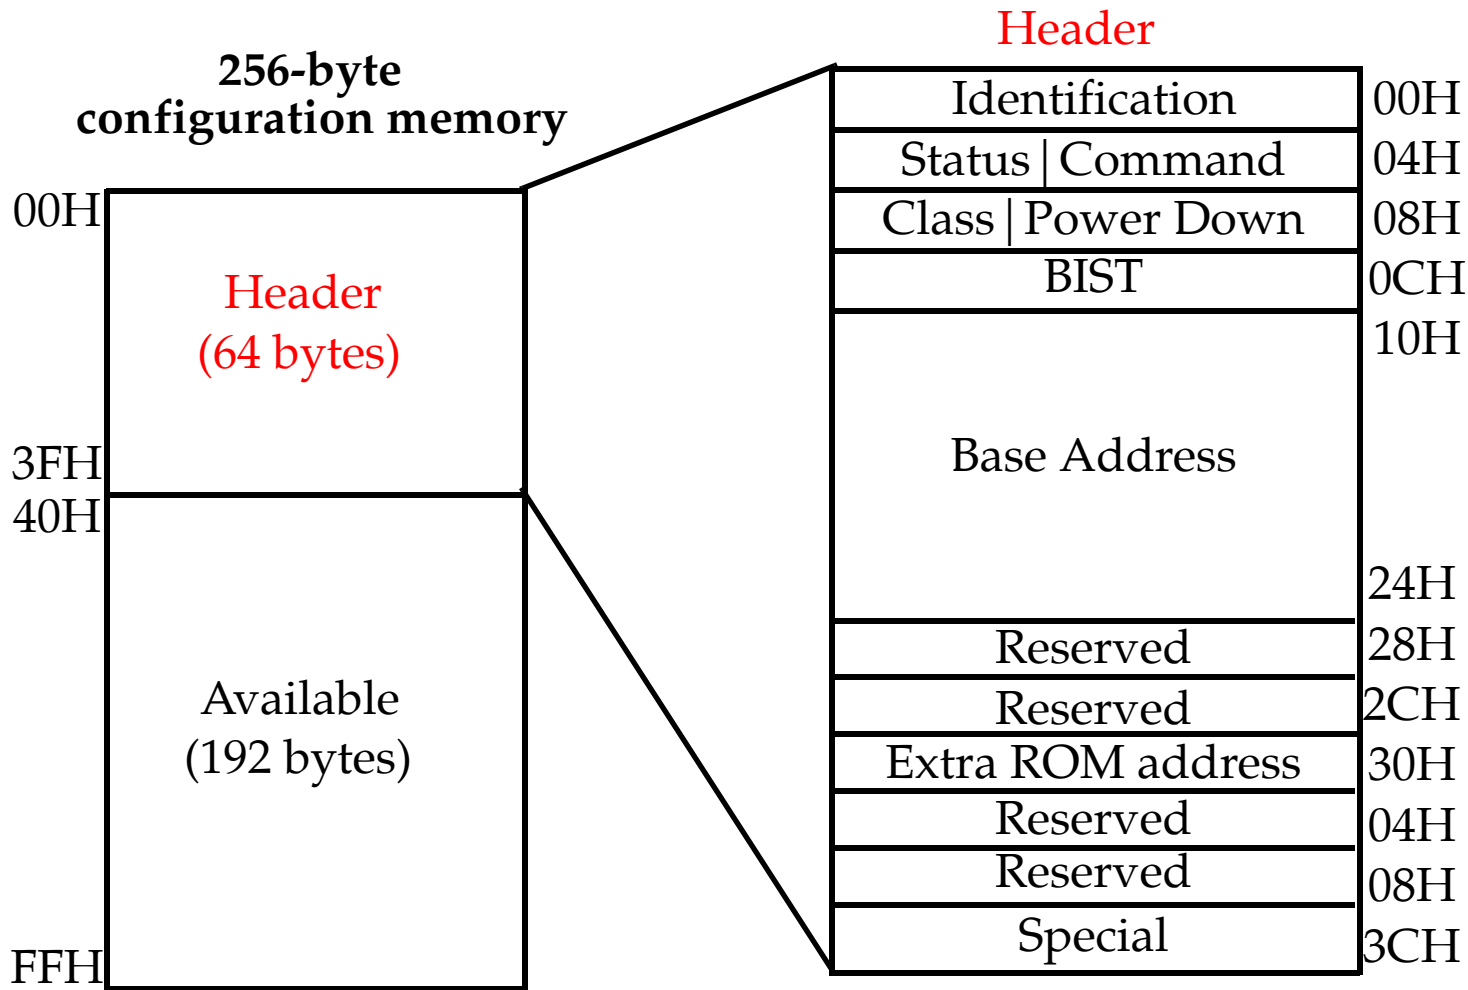 256-byte
configuration memory
00H
Header
(64 bytes)
3FH
40H
Available
(192 bytes)
FFH
Header
Identification 00H
Status|Command 04H
Class|Power Down 08H
BIST 0CH
10H
Base Address
24H
Reserved 28H
Reserved 2CH
Extra ROM address 30H
Reserved 04H
Reserved 08H
Special 3CH